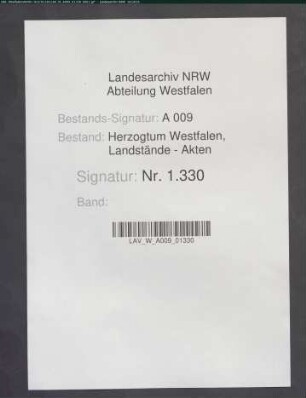 Landesarchiv NRW
Abteilung Westfalen
Bestands-Signatur: A 009
Bestand: Herzogtum Westfalen,
Landstände - Akten
Signatur: Nr. 1.330
Band:
LAV_W_A009_01330